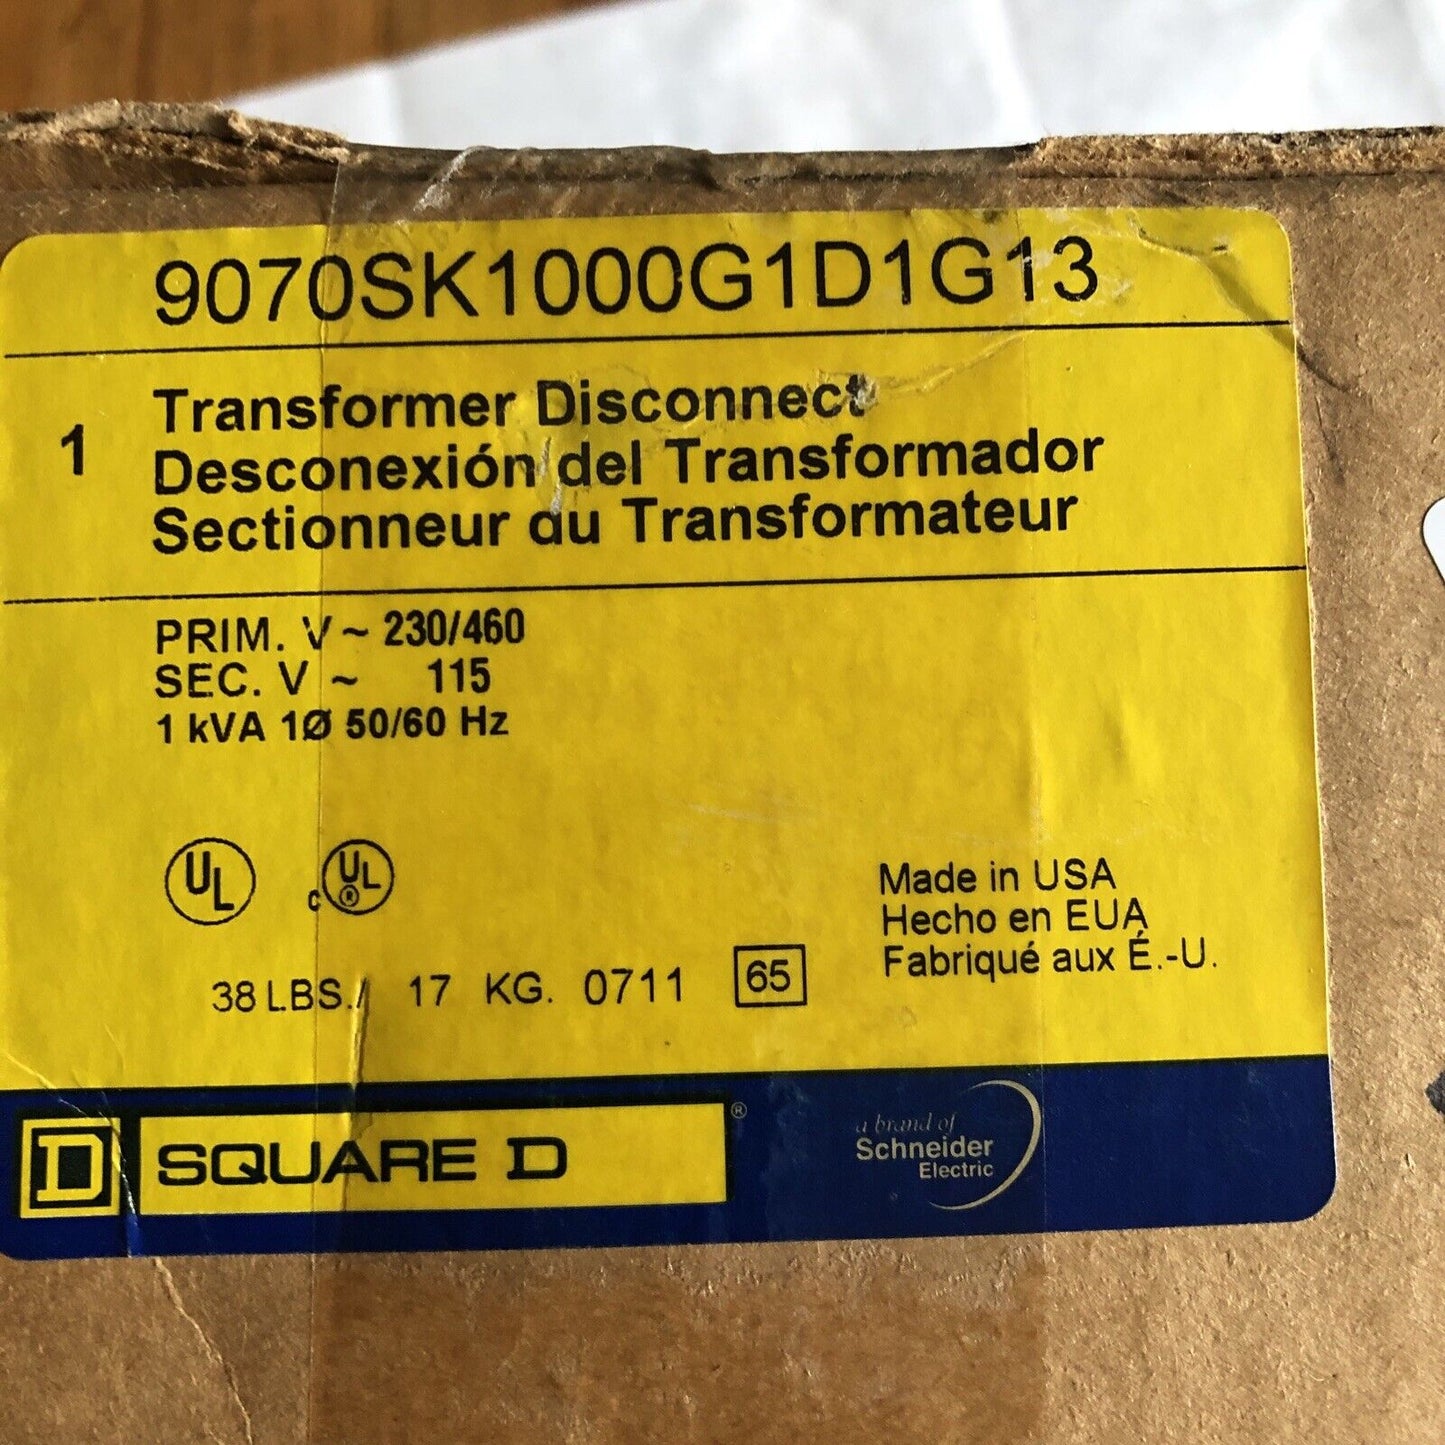 9070SK1000G1D1G13
1
Transformer Disconnect
Desconexión del Transformador
Sectionneur du Transformateur
PRIM. V ~ 230/460
SEC. V ~ 115
1 kVA 1Ø 50/60 Hz
UL
c UL ®
38 LBS./ 17 KG. 0711 65
Made in USA
Hecho en EUA
Fabriqué aux É.-U.
D SQUARE D ®
a brand of
Schneider
Electric